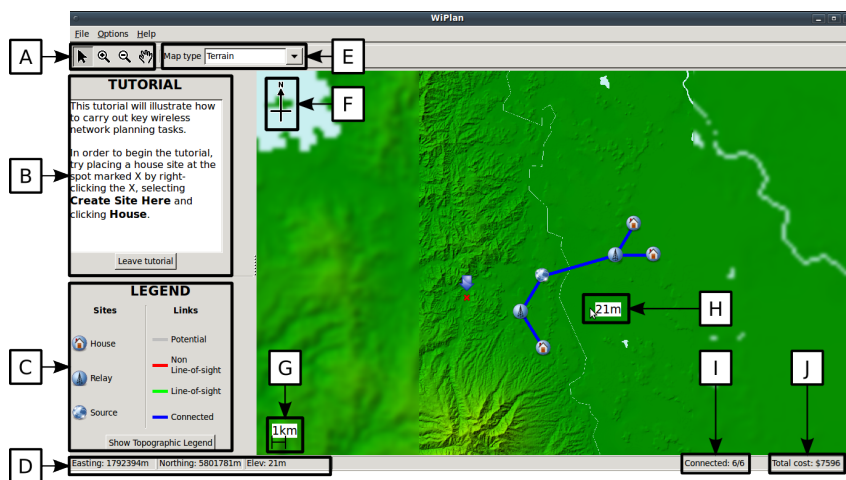 WiPlan
File Options Help
A
Map type Terrain
E
TUTORIAL
This tutorial will illustrate how
to carry out key wireless
network planning tasks.
In order to begin the tutorial,
try placing a house site at the
spot marked X by right-
clicking the X, selecting
Create Site Here and
clicking House.
Leave tutorial
B
N
F
LEGEND
Sites Links
House
Relay
Source
Potential
Non
Line-of-sight
Line-of-sight
Connected
Show Topographic Legend
C
21m
H
G
1km
I
J
D
Easting: 1792394m Northing: 5801781m Elev: 21m
Connected: 6/6
Total cost: $7596